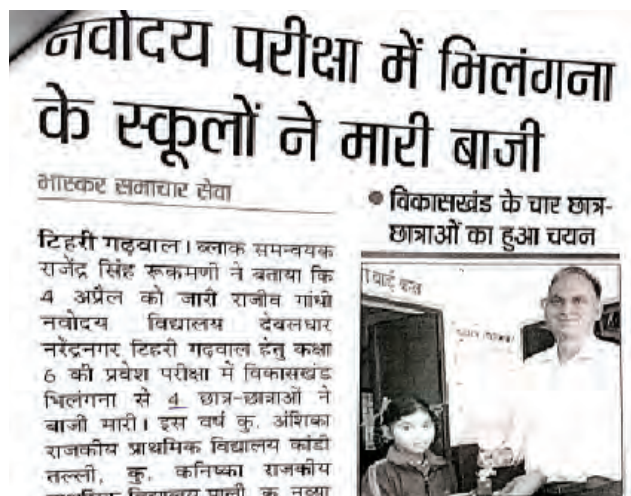 नवोदय परीक्षा में भिलंगना
के स्कूलों ने मारी बाजी
भास्कर समाचार सेवा
● विकासखंड के चार छात्र-
छात्राओं का हुआ चयन
टिहरी गढ़वाल। ब्लाक समन्वयक
राजेंद्र सिंह रूकमणी ने बताया कि
4 अप्रैल को जारी राजीव गांधी
नवोदय विद्यालय देवलधार
नरेंद्रनगर टिहरी गढ़वाल हेतु कक्षा
6 की प्रवेश परीक्षा में विकासखंड
भिलंगना से 4 छात्र-छात्राओं ने
बाजी मारी। इस वर्ष कु. अंशिका
राजकीय प्राथमिक विद्यालय कांडी
तल्ली, कु. कनिष्का राजकीय